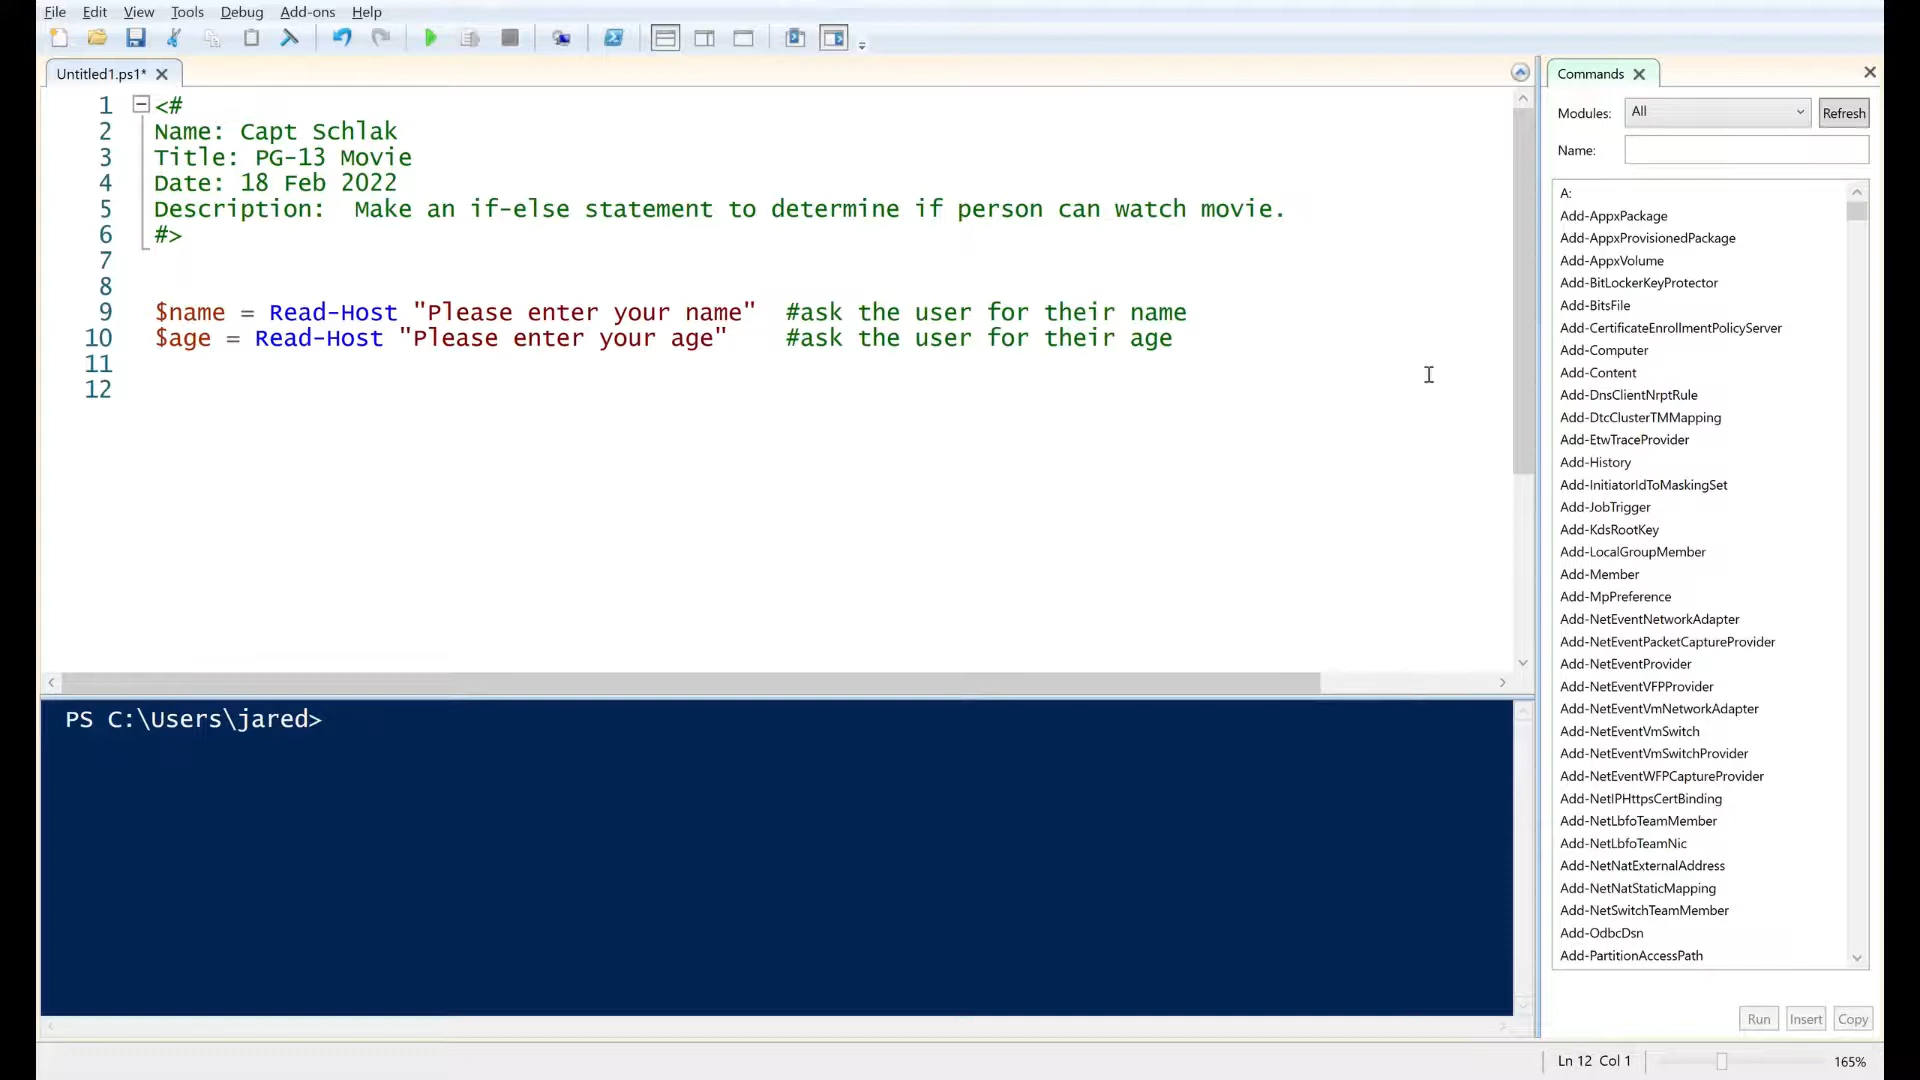 File Edit View Tools Debug Add-ons Help
Untitled1.ps1*
1 <#
2 Name: Capt Schlak
3 Title: PG-13 Movie
4 Date: 18 Feb 2022
5 Description:  Make an if-else statement to determine if person can watch movie.
6 #>
7
8
9 $name = Read-Host "Please enter your name"  #ask the user for their name
10 $age = Read-Host "Please enter your age"    #ask the user for their age
11
12
PS C:\Users\jared>
Commands
Modules: All Refresh
Name:
A:
Add-AppxPackage
Add-AppxProvisionedPackage
Add-AppxVolume
Add-BitLockerKeyProtector
Add-BitsFile
Add-CertificateEnrollmentPolicyServer
Add-Computer
Add-Content
Add-DnsClientNrptRule
Add-DtcClusterTMMapping
Add-EtwTraceProvider
Add-History
Add-InitiatorIdToMaskingSet
Add-JobTrigger
Add-KdsRootKey
Add-LocalGroupMember
Add-Member
Add-MpPreference
Add-NetEventNetworkAdapter
Add-NetEventPacketCaptureProvider
Add-NetEventProvider
Add-NetEventVFPProvider
Add-NetEventVmNetworkAdapter
Add-NetEventVmSwitch
Add-NetEventVmSwitchProvider
Add-NetEventWFPCaptureProvider
Add-NetIPHttpsCertBinding
Add-NetLbfoTeamMember
Add-NetLbfoTeamNic
Add-NetNatExternalAddress
Add-NetNatStaticMapping
Add-NetSwitchTeamMember
Add-OdbcDsn
Add-PartitionAccessPath
Run Insert Copy
Ln 12 Col 1 165%